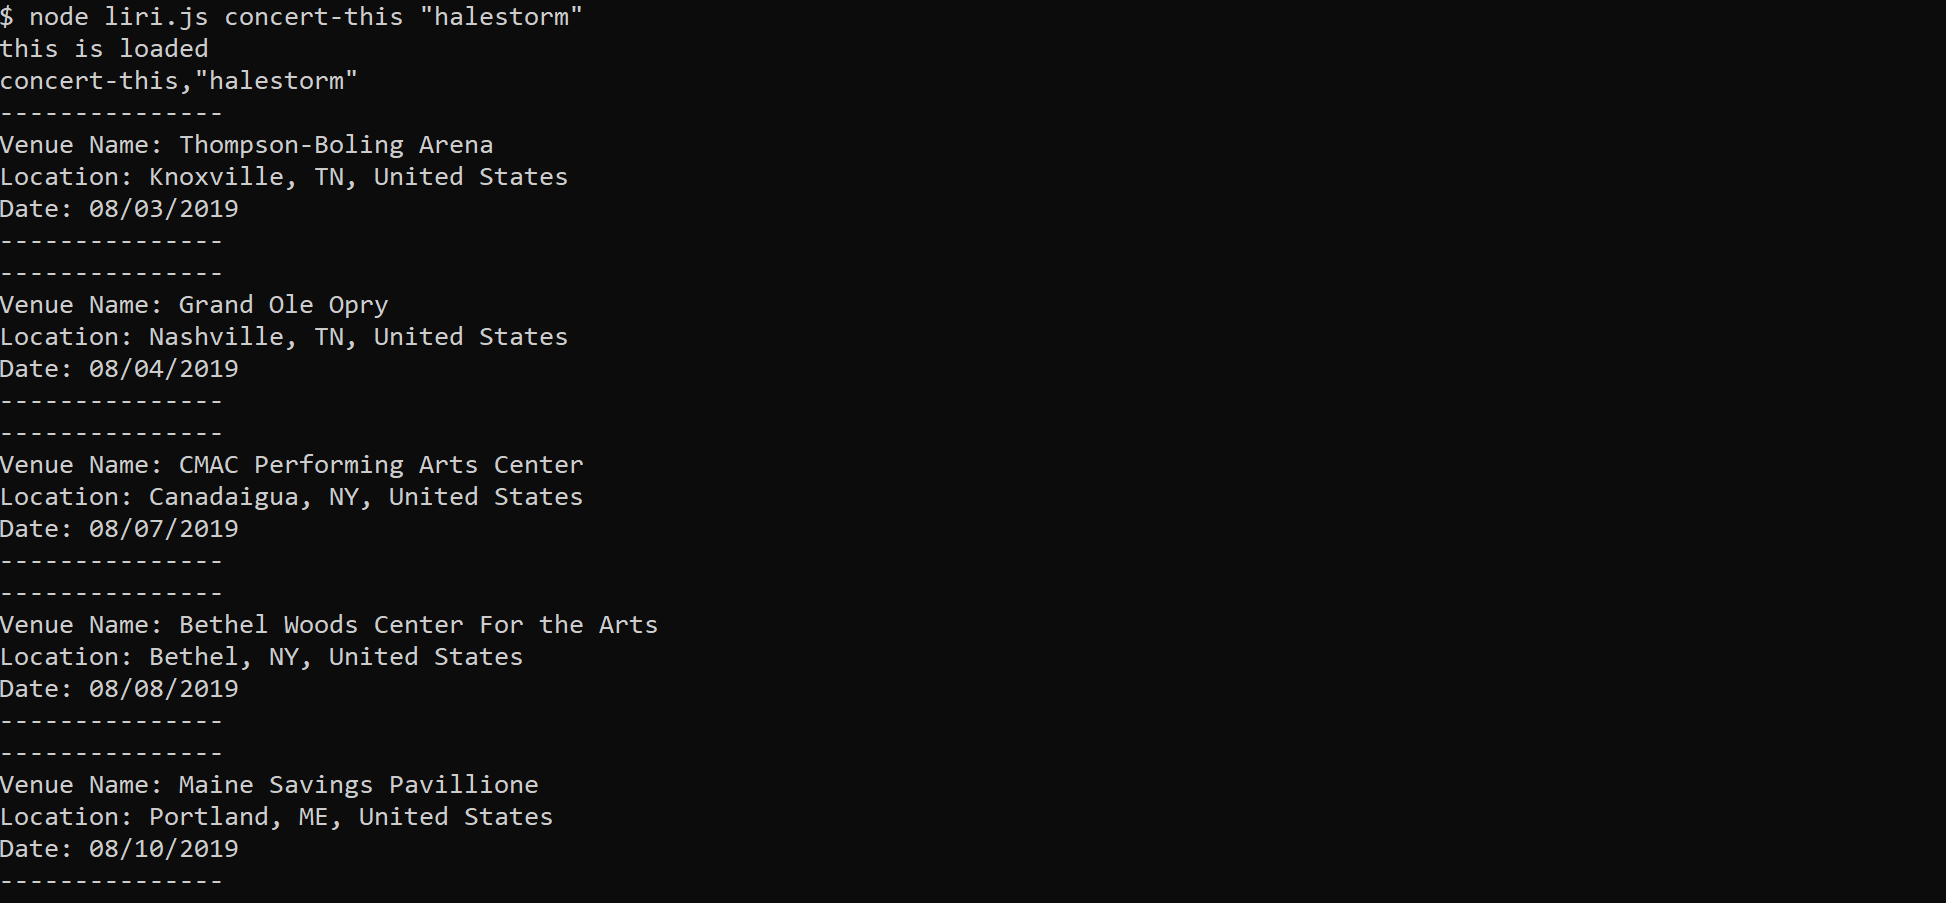 $ node liri.js concert-this "halestorm"
this is loaded
concert-this,"halestorm"
---------------
Venue Name: Thompson-Boling Arena
Location: Knoxville, TN, United States
Date: 08/03/2019
---------------
---------------
Venue Name: Grand Ole Opry
Location: Nashville, TN, United States
Date: 08/04/2019
---------------
---------------
Venue Name: CMAC Performing Arts Center
Location: Canadaigua, NY, United States
Date: 08/07/2019
---------------
---------------
Venue Name: Bethel Woods Center For the Arts
Location: Bethel, NY, United States
Date: 08/08/2019
---------------
---------------
Venue Name: Maine Savings Pavillione
Location: Portland, ME, United States
Date: 08/10/2019
---------------